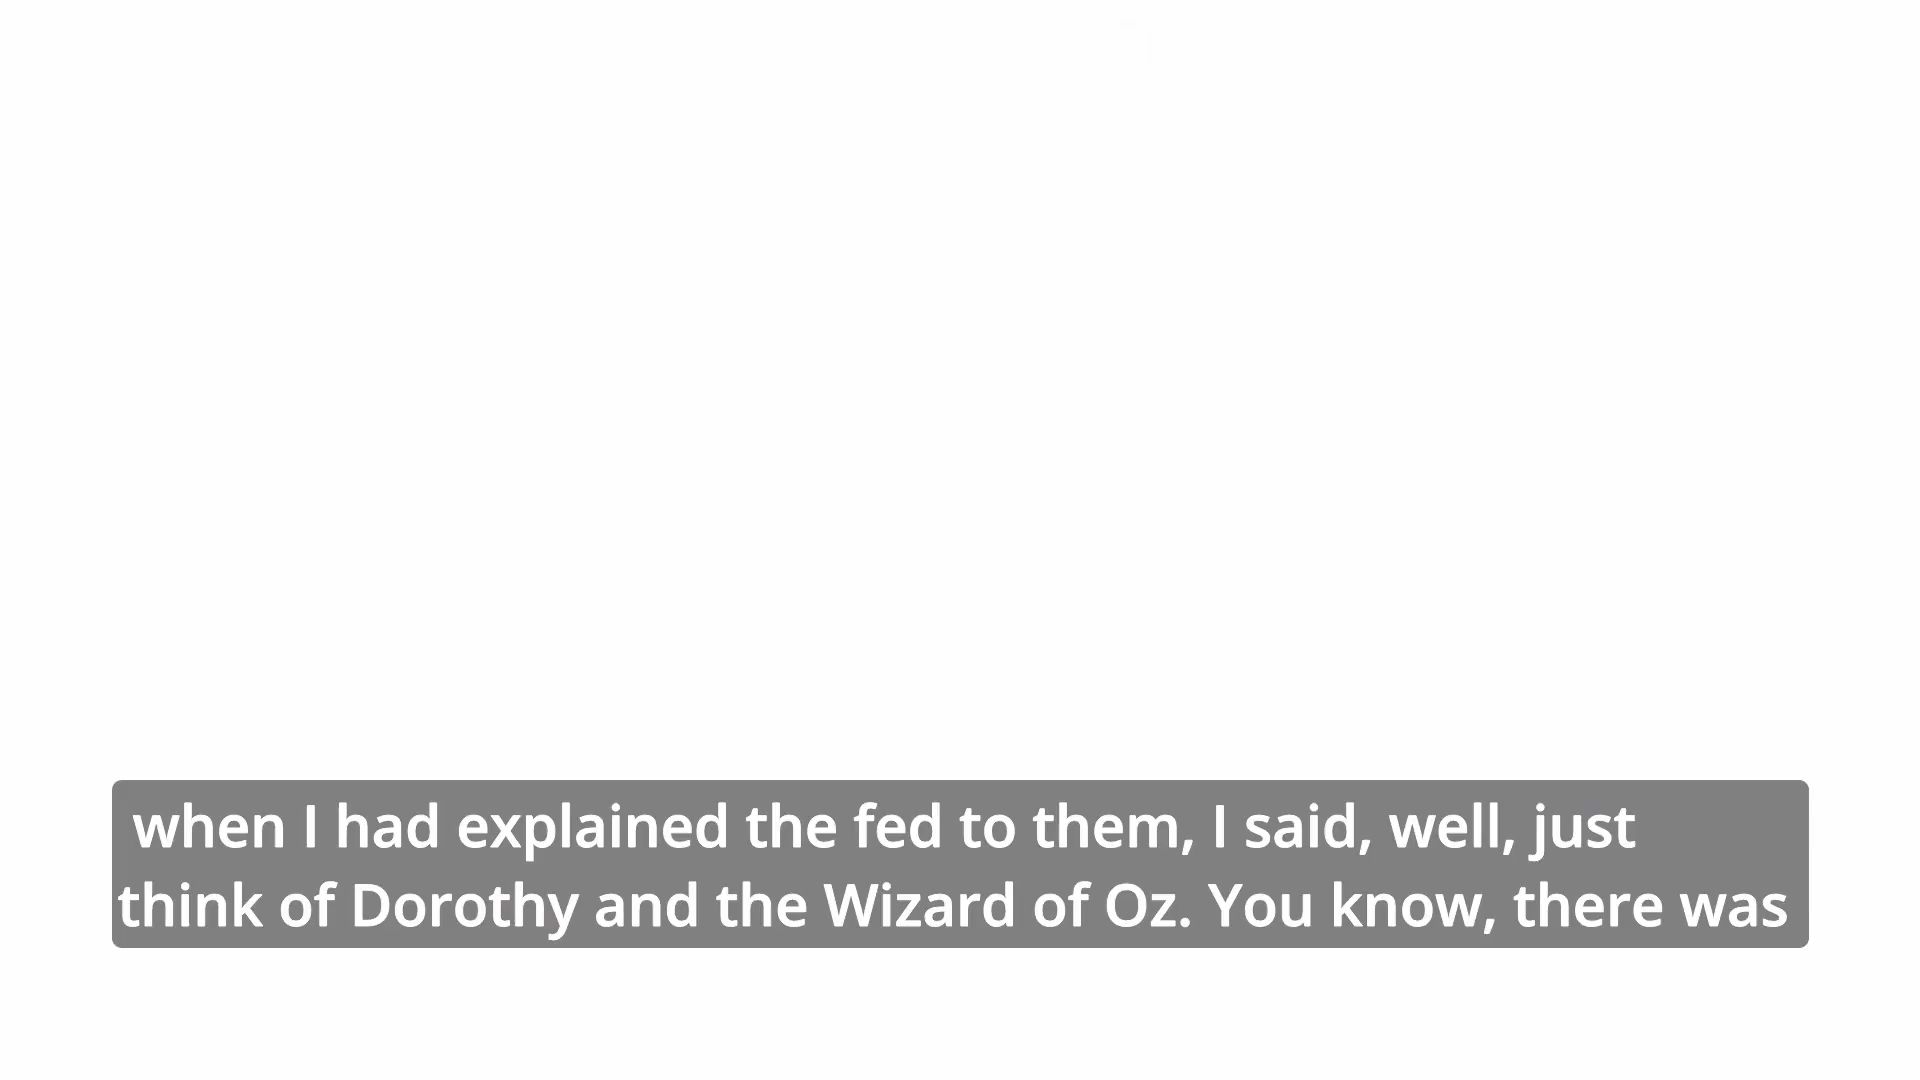 when I had explained the fed to them, I said, well, just
think of Dorothy and the Wizard of Oz. You know, there was